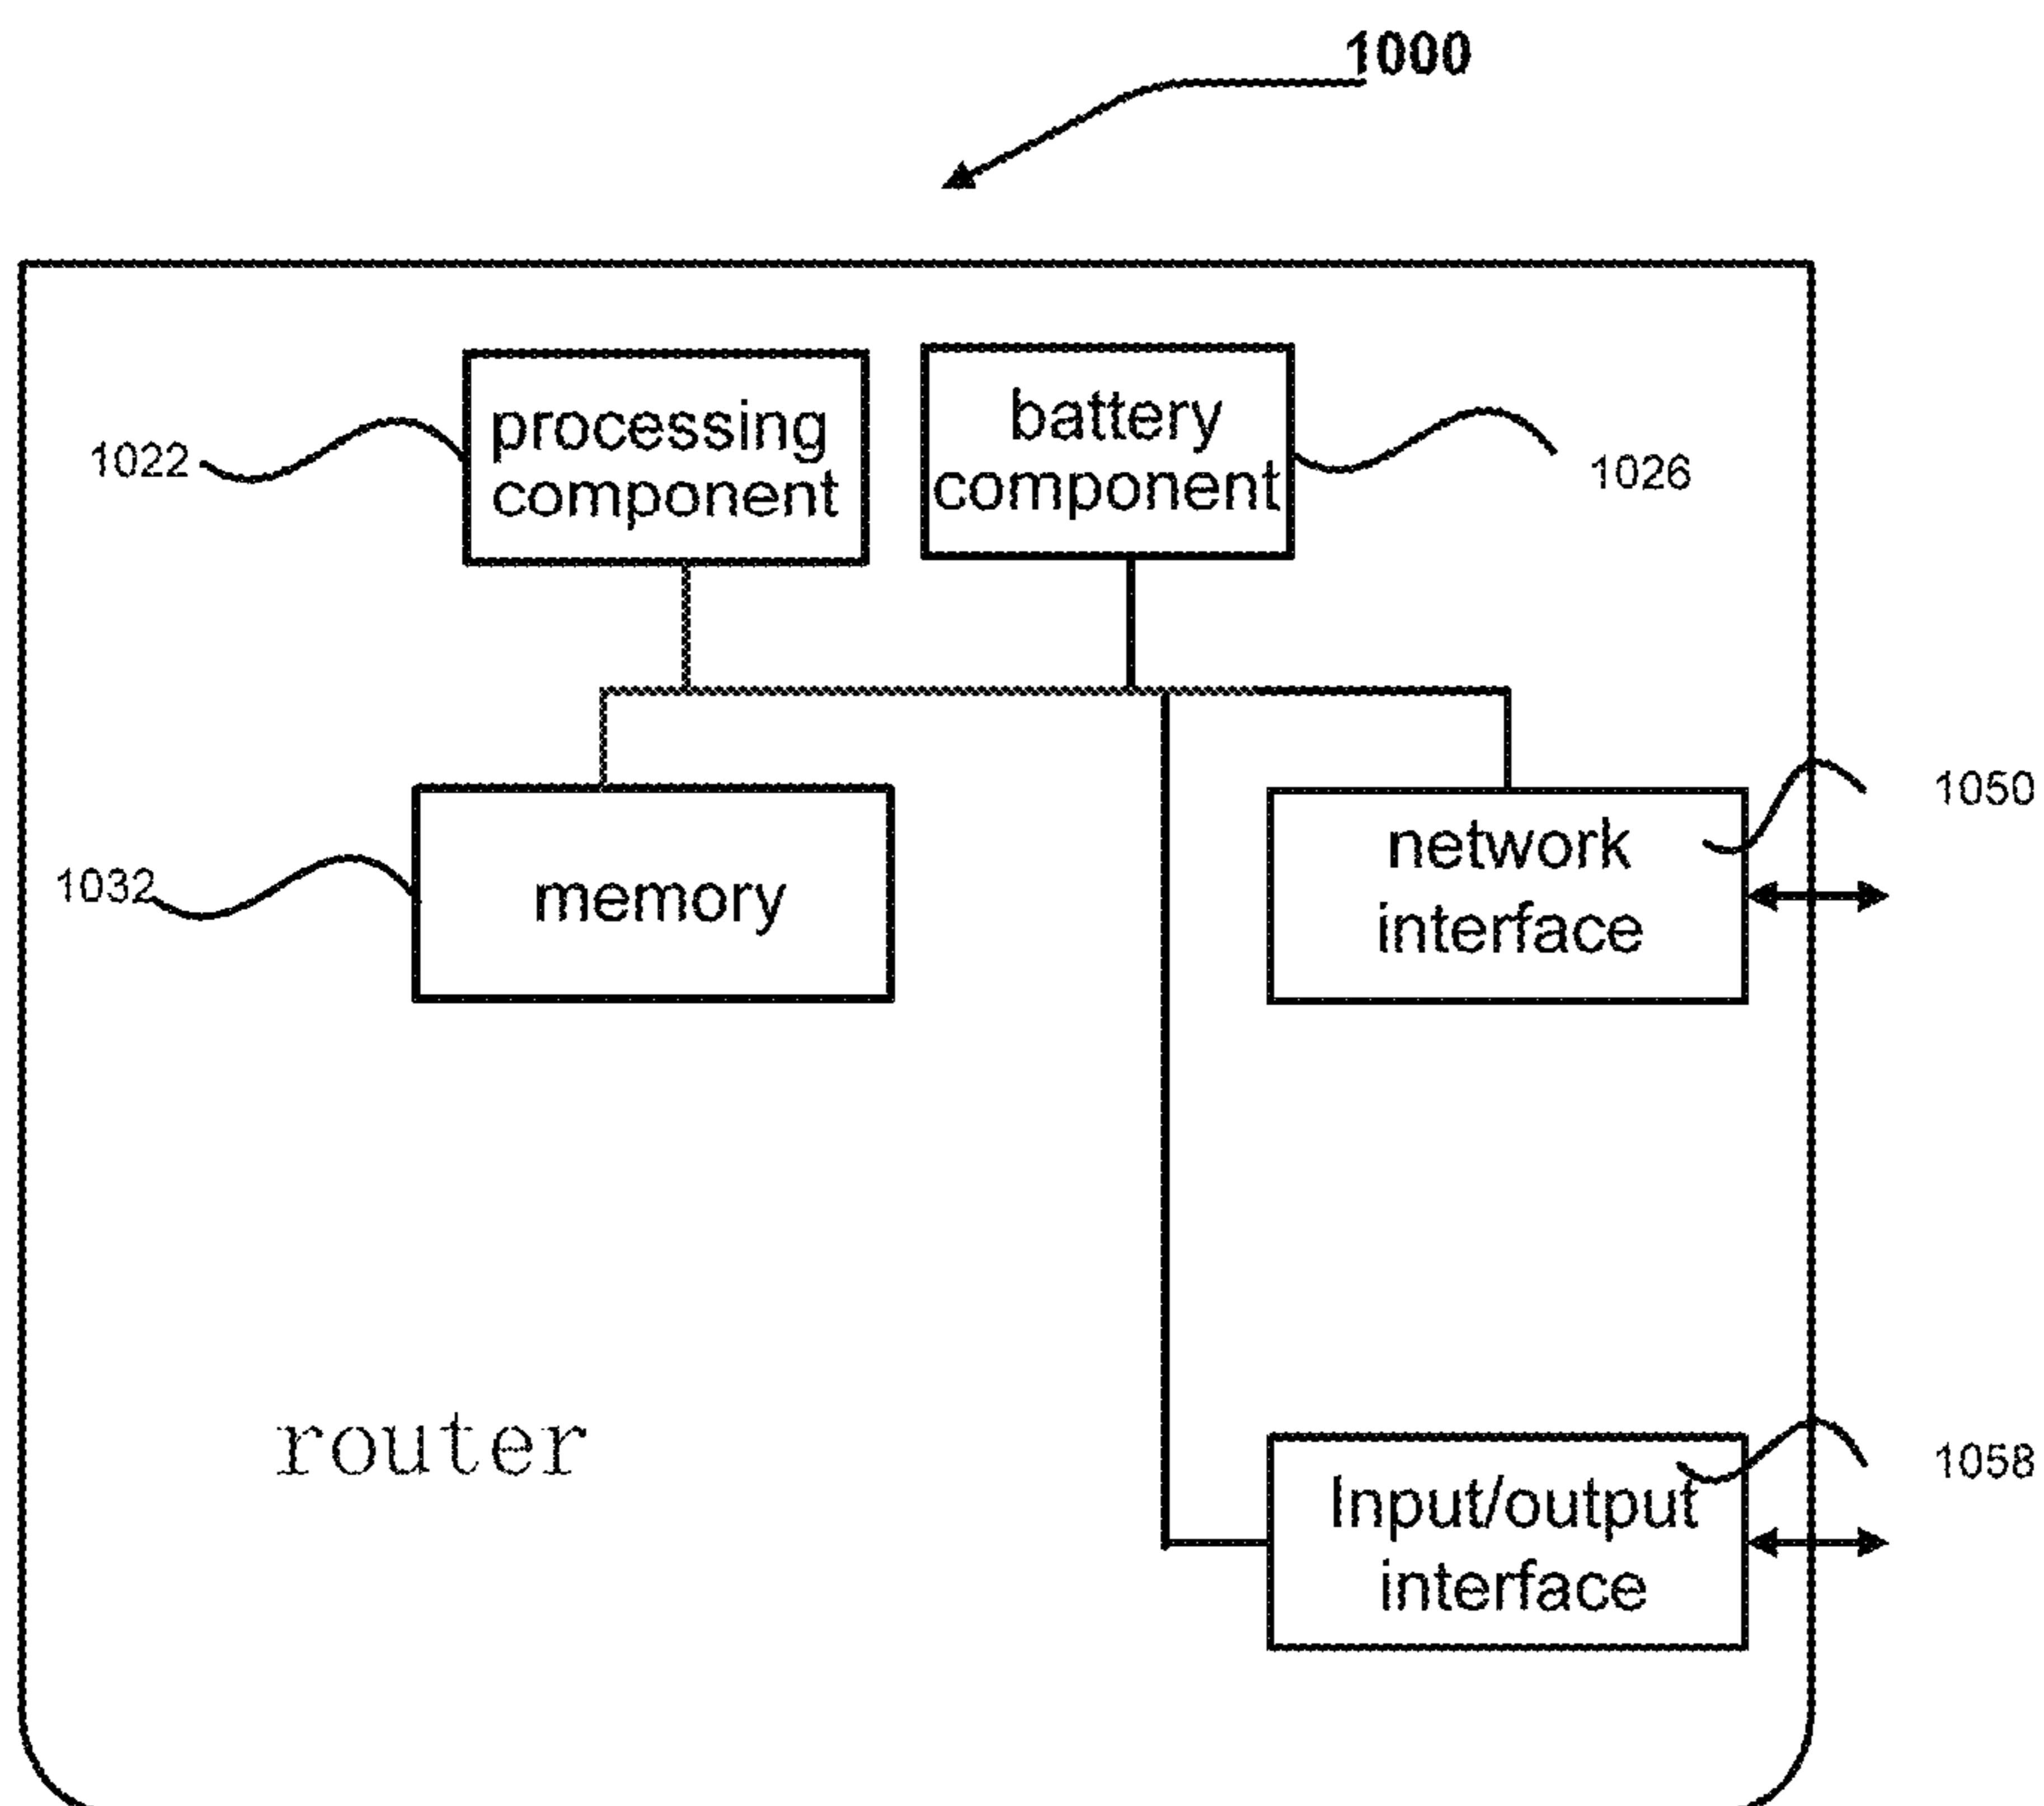 1000
processing
component
battery
component
1022
1026
memory
1032
network
interface
1050
router
Input/output
interface
1058